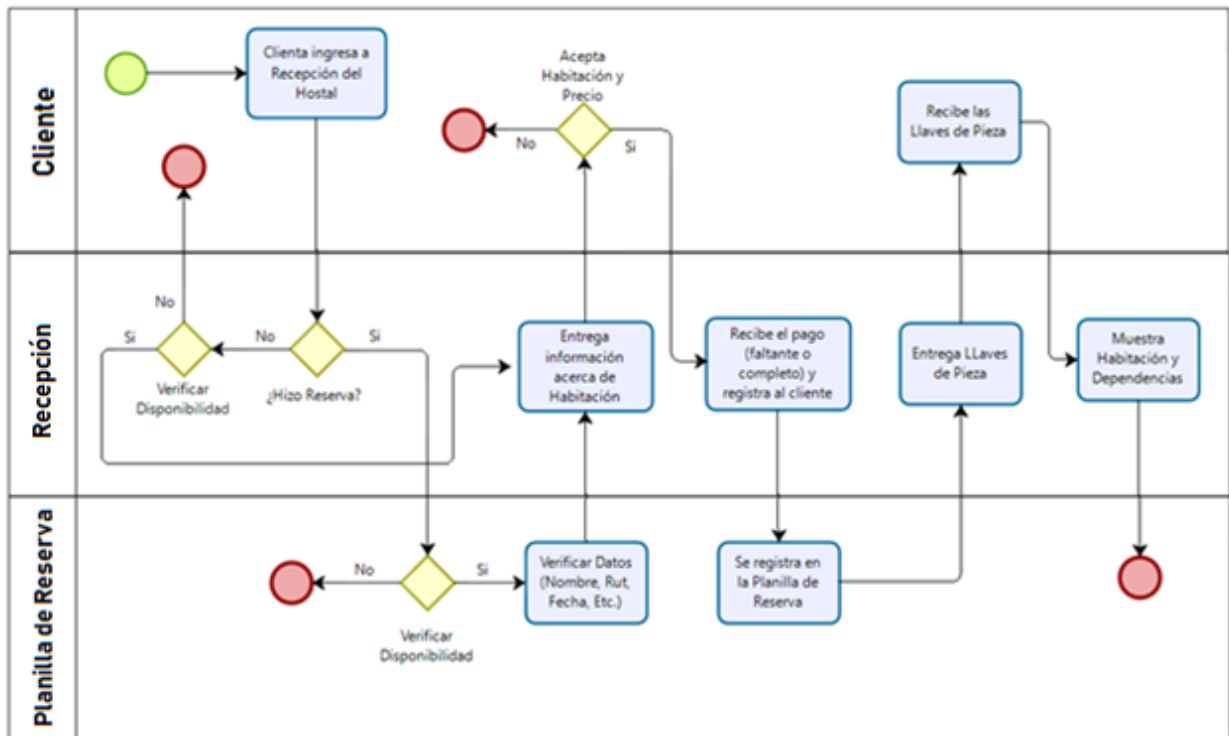 Cliente
Clienta ingresa a
Recepción del
Hostal
Acepta
Habitación y
Precio
No
Si
Recibe las
Llaves de Pieza
Recepción
No
Si
Verificar
Disponibilidad
No
¿Hizo Reserva?
Si
Entrega
información
acerca de
Habitación
Recibe el pago
(faltante o
completo) y
registra al cliente
Entrega LLaves
de Pieza
Muestra
Habitación y
Dependencias
Planilla de Reserva
No
Si
Verificar
Disponibilidad
Verificar Datos
(Nombre, Rut,
Fecha, Etc.)
Se registra en
la Planilla de
Reserva